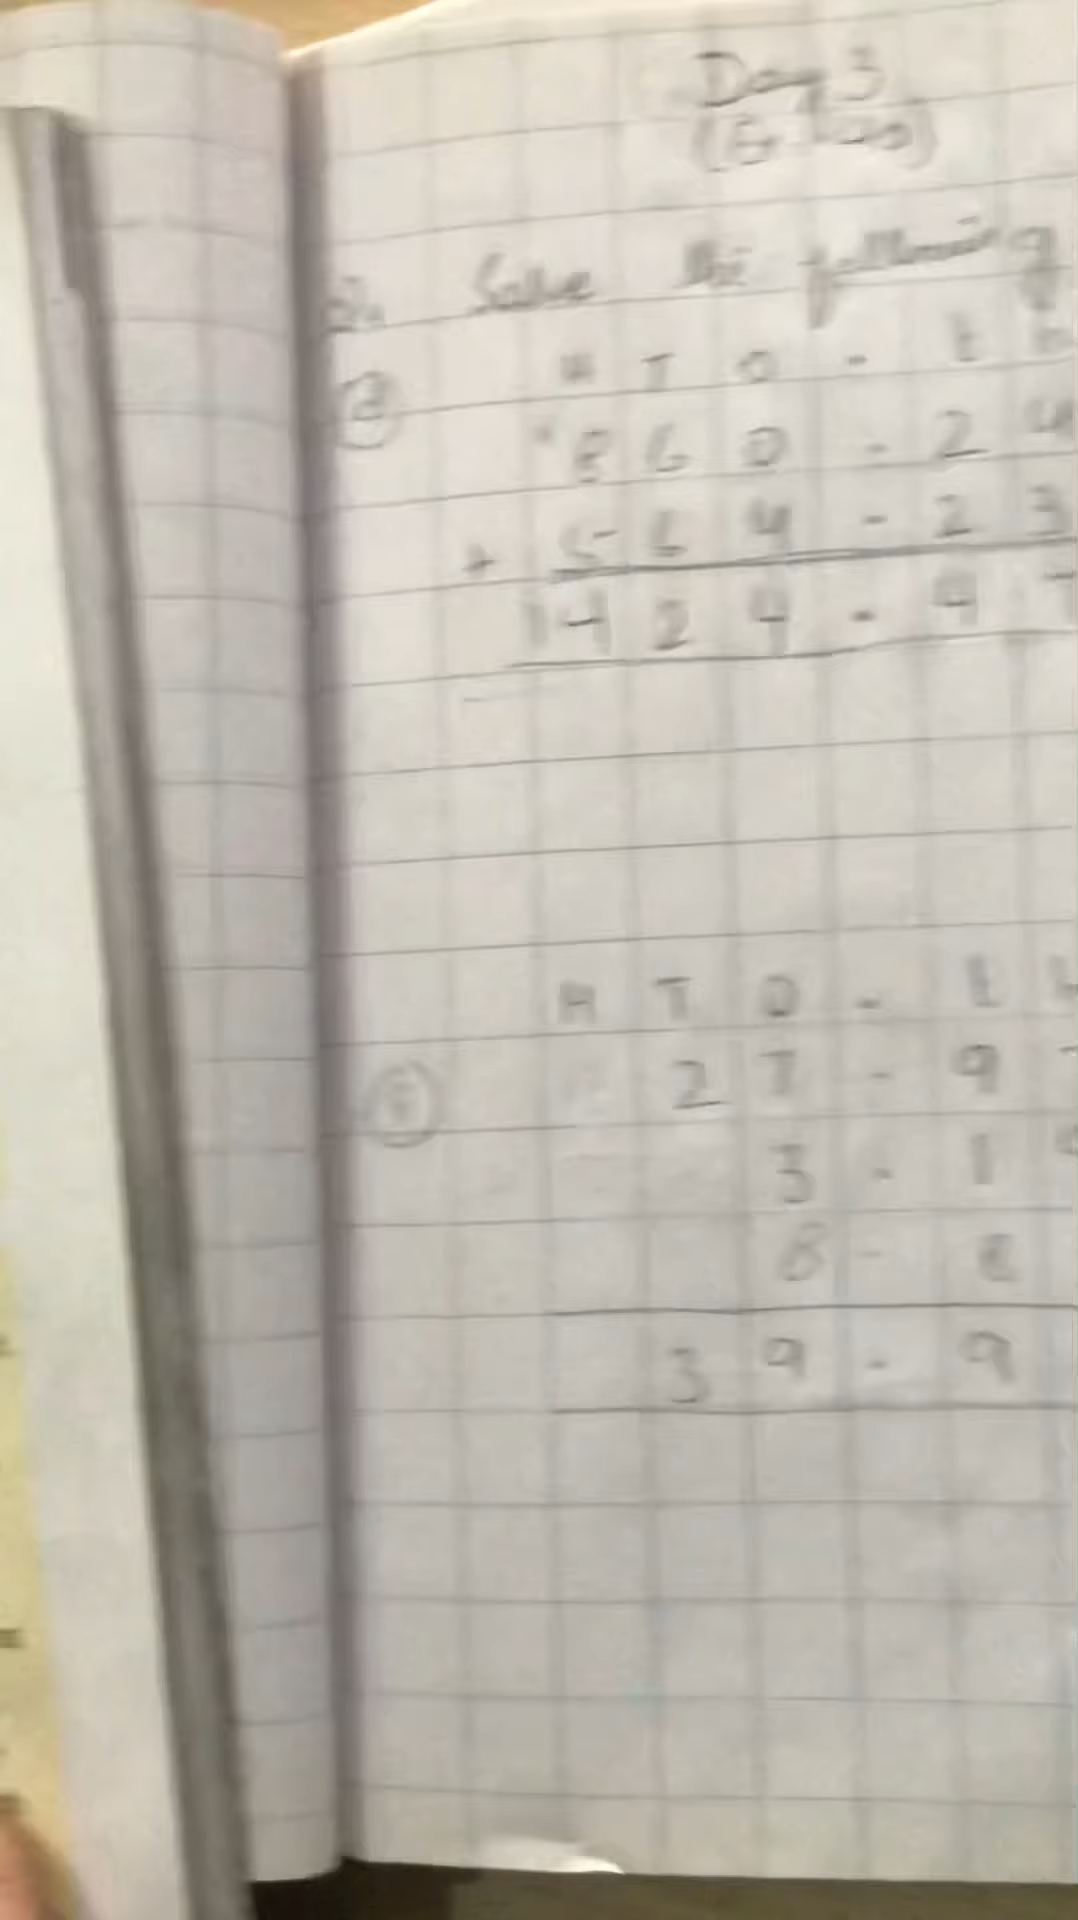 Day 3
Solve the following
H T O . t h
8 6 0 . 2 4
+ 5 6 4 . 2 3
1 4 2 4 . 4 7
H T O . t h
2 7 . 9
3 . 1
8 . 8
3 9 . 9